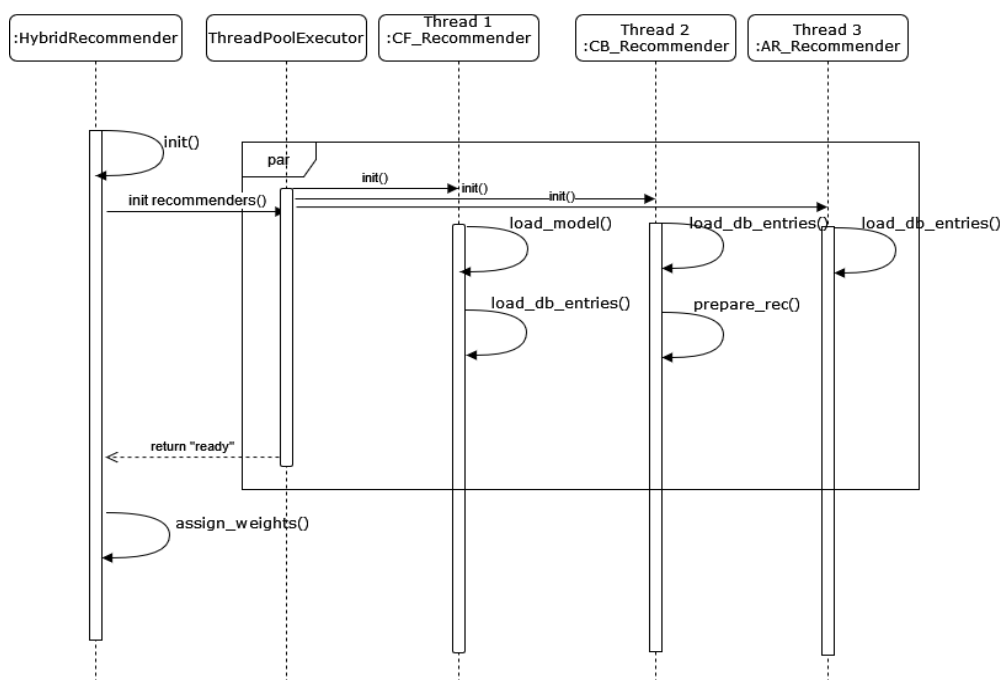 :HybridRecommender
ThreadPoolExecutor
Thread 1
:CF_Recommender
Thread 2
:CB_Recommender
Thread 3
:AR_Recommender
init()
par
init()
init()
init()
init recommenders()
load_model()
load_db_entries()
load_db_entries()
load_db_entries()
prepare_rec()
return "ready"
assign_weights()